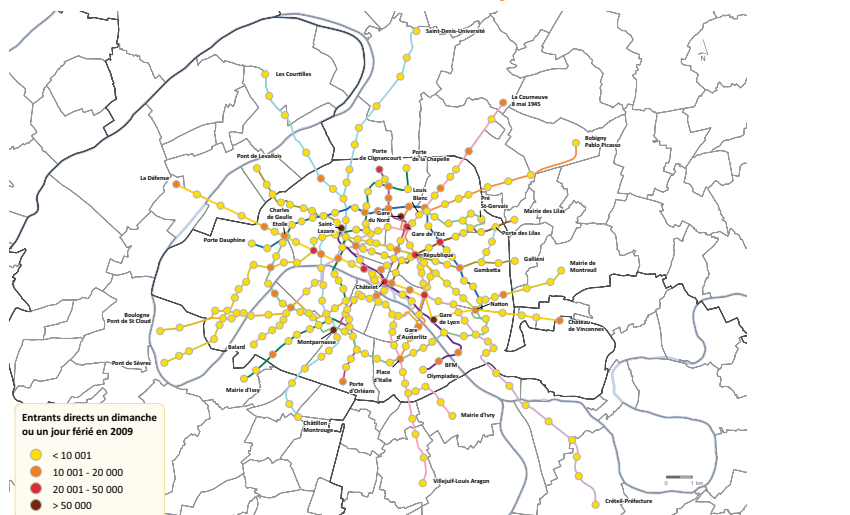 Saint-Denis-Université
Les Courtilles
La Courneuve
8 mai 1945
N
Bobigny
Pablo Picasso
Porte
de Clignancourt
Porte
de la Chapelle
Pont de Levallois
La Défense
Louis
Blanc
Pré
St-Gervais
Charles
de Gaulle
Etoile
Saint-
Lazare
Gare
du Nord
Mairie des Lilas
Porte Dauphine
Gare de l'Est
Porte des Lilas
République
Gallieni
Gambetta
Mairie de
Montreuil
Châtelet
Nation
Boulogne
Pont de St Cloud
Gare
de Lyon
Château
de Vincennes
Gare
d'Austerlitz
Montparnasse
Balard
Pont de Sèvres
BFM
Place
d'Italie
Olympiades
Mairie d'Issy
Porte
d'Orléans
Mairie d'Ivry
Châtillon
Montrouge
Villejuif-Louis Aragon
Créteil-Préfecture
0 1 km
Entrants directs un dimanche
ou un jour férié en 2009
< 10 001
10 001 - 20 000
20 001 - 50 000
> 50 000